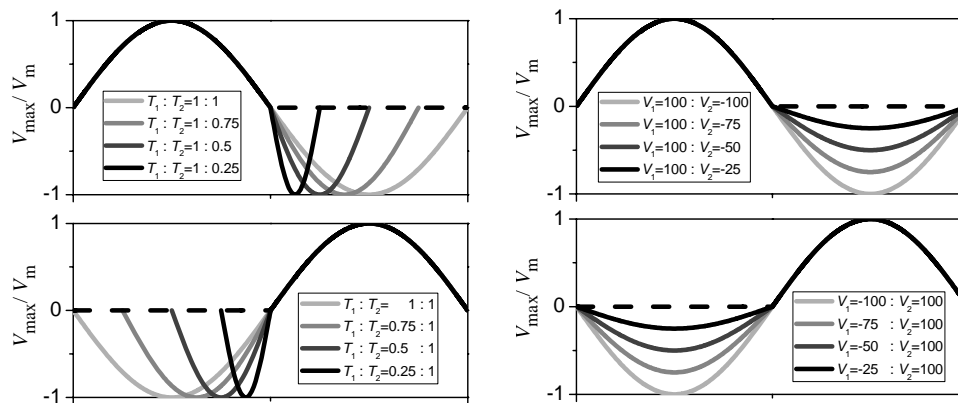 1
0
-1
V_max / V_m
T_1 : T_2=1 : 1
T_1 : T_2=1 : 0.75
T_1 : T_2=1 : 0.5
T_1 : T_2=1 : 0.25
1
0
-1
V_max / V_m
V_1=100 : V_2=-100
V_1=100 : V_2=-75
V_1=100 : V_2=-50
V_1=100 : V_2=-25
1
0
-1
V_max / V_m
T_1 : T_2= 1 : 1
T_1 : T_2=0.75 : 1
T_1 : T_2=0.5 : 1
T_1 : T_2=0.25 : 1
1
0
-1
V_max / V_m
V_1=-100 : V_2=100
V_1=-75 : V_2=100
V_1=-50 : V_2=100
V_1=-25 : V_2=100